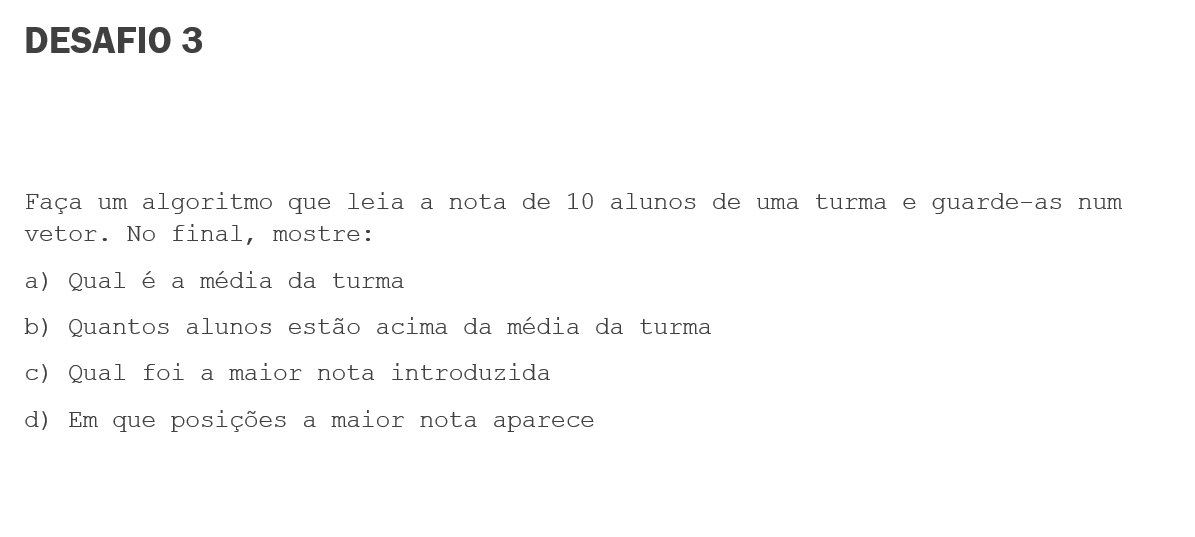 DESAFIO 3
Faça um algoritmo que leia a nota de 10 alunos de uma turma e guarde-as num
vetor. No final, mostre:
a) Qual é a média da turma
b) Quantos alunos estão acima da média da turma
c) Qual foi a maior nota introduzida
d) Em que posições a maior nota aparece